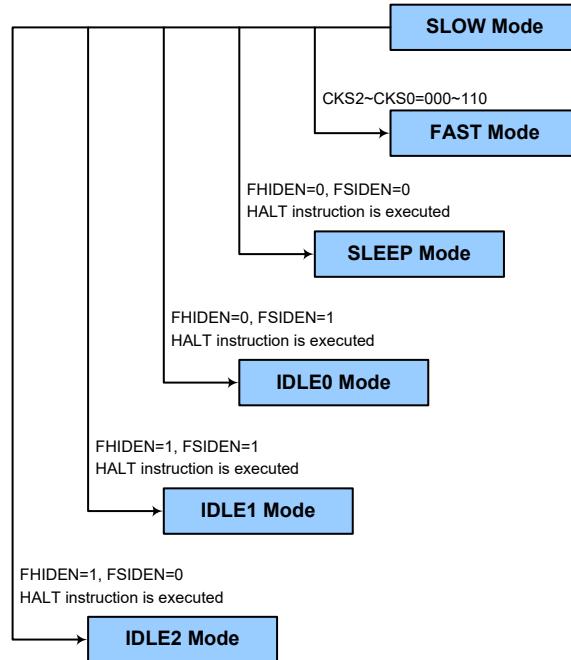 SLOW Mode
CKS2~CKS0=000~110
FAST Mode
FHIDEN=0, FSIDEN=0
HALT instruction is executed
SLEEP Mode
FHIDEN=0, FSIDEN=1
HALT instruction is executed
IDLE0 Mode
FHIDEN=1, FSIDEN=1
HALT instruction is executed
IDLE1 Mode
FHIDEN=1, FSIDEN=0
HALT instruction is executed
IDLE2 Mode